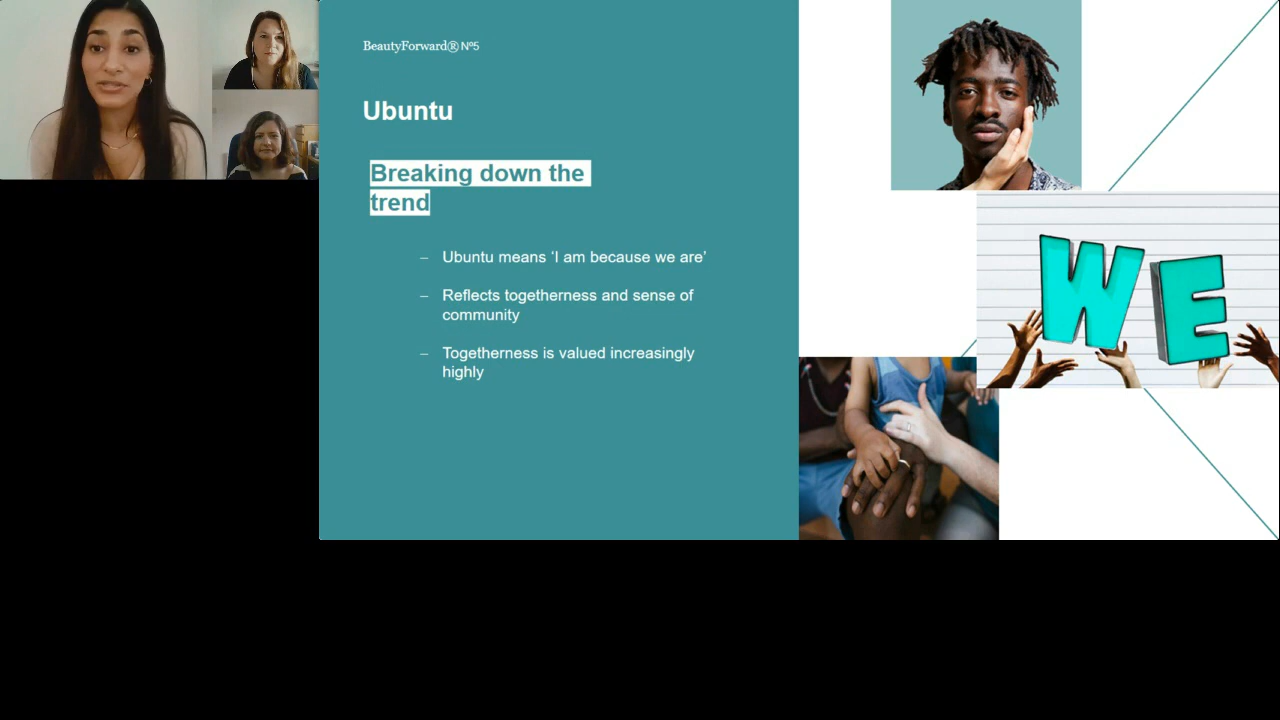 BeautyForward® Nº5
Ubuntu
Breaking down the
trend
– Ubuntu means ‘I am because we are’
– Reflects togetherness and sense of
community
– Togetherness is valued increasingly
highly
WE